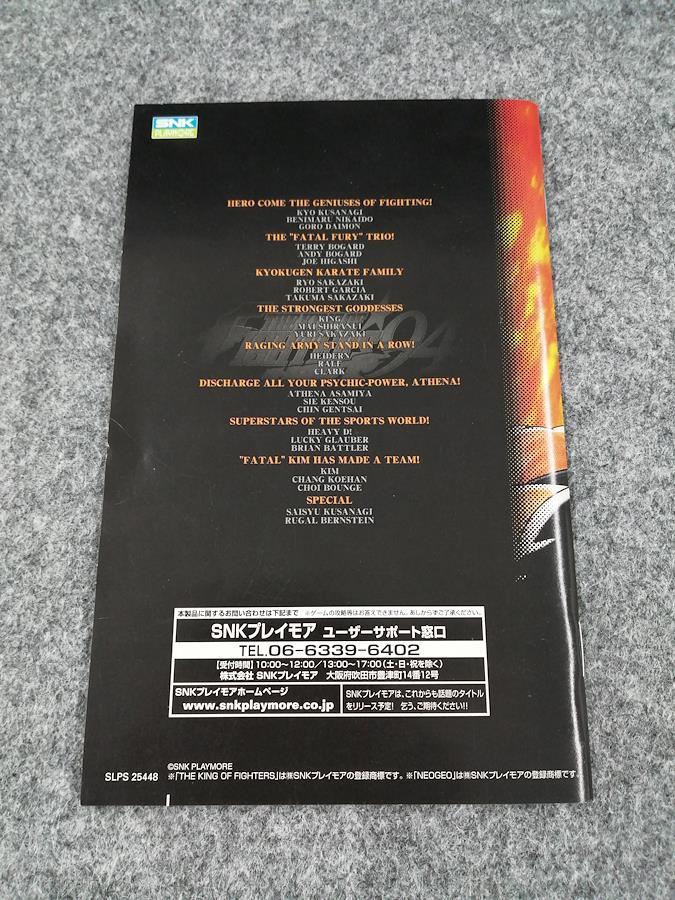 SNK
PLAYMORE
HERO COME THE GENIUSES OF FIGHTING!
KYO KUSANAGI
BENIMARU NIKAIDO
GORO DAIMON
THE "FATAL FURY" TRIO!
TERRY BOGARD
ANDY BOGARD
JOE HIGASHI
KYOKUGEN KARATE FAMILY
RYO SAKAZAKI
ROBERT GARCIA
TAKUMA SAKAZAKI
THE STRONGEST GODDESSES
KING
MAI SHIRANUI
YURI SAKAZAKI
RAGING ARMY STAND IN A ROW!
HEIDERN
RALF
CLARK
DISCHARGE ALL YOUR PSYCHIC-POWER, ATHENA!
ATHENA ASAMIYA
SIE KENSOU
CHIN GENTSAI
SUPERSTARS OF THE SPORTS WORLD!
HEAVY D!
LUCKY GLAUBER
BRIAN BATTLER
"FATAL" KIM HAS MADE A TEAM!
KIM
CHANG KOEHAN
CHOI BOUNGE
SPECIAL
SAISYU KUSANAGI
RUGAL BERNSTEIN
本製品に関するお問い合わせは下記まで ※ゲームの攻略等はお答えできません。あしからずご了承ください。
SNKプレイモア ユーザーサポート窓口
TEL.06-6339-6402
【受付時間】10:00~12:00/13:00~17:00(土・日・祝を除く)
株式会社 SNKプレイモア 大阪府吹田市豊津町14番12号
SNKプレイモアホームページ
www.snkplaymore.co.jp
SNKプレイモアは、これからも話題のタイトル
をリリース予定! 乞う、ご期待ください!!
©SNK PLAYMORE
SLPS 25448 ※「THE KING OF FIGHTERS」は㈱SNKプレイモアの登録商標です。※「NEOGEO」は㈱SNKプレイモアの登録商標です。